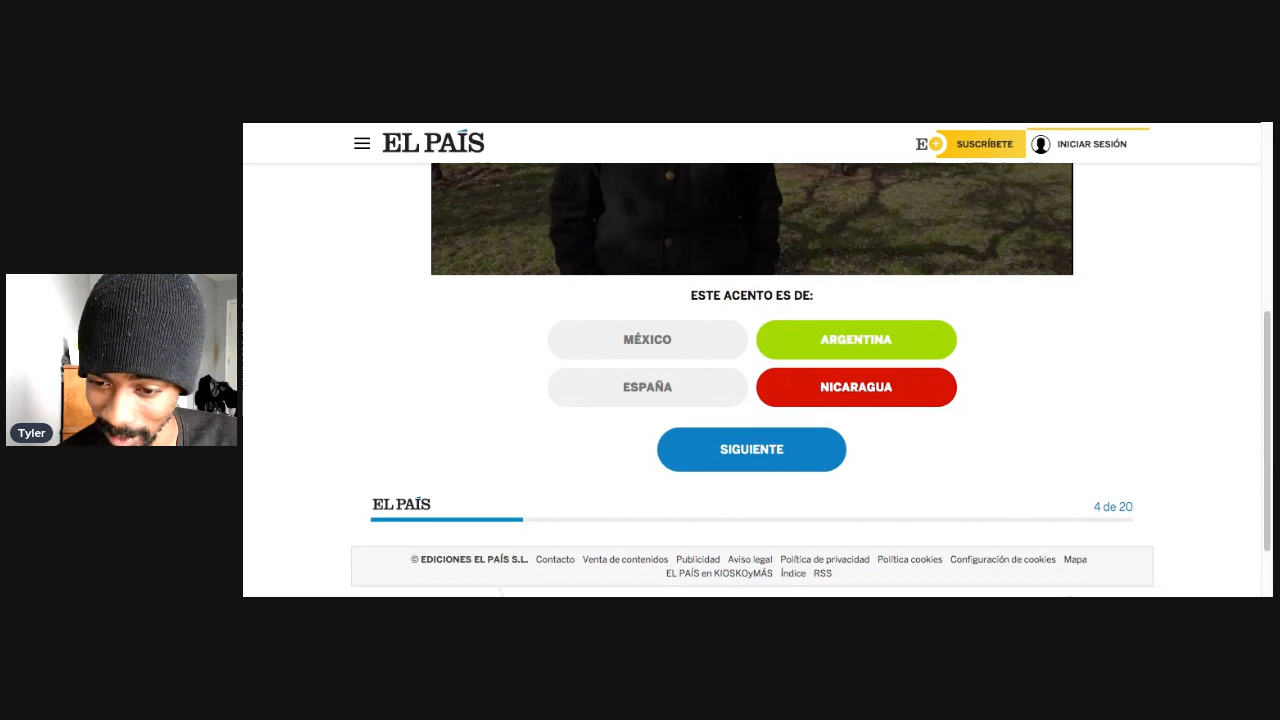 EL PAÍS
E+ SUSCRÍBETE INICIAR SESIÓN
ESTE ACENTO ES DE:
MÉXICO ARGENTINA
ESPAÑA NICARAGUA
Tyler
SIGUIENTE
EL PAÍS 4 de 20
© EDICIONES EL PAÍS S.L. Contacto Venta de contenidos Publicidad Aviso legal Política de privacidad Política cookies Configuración de cookies Mapa
EL PAÍS en KIOSKOyMÁS Índice RSS